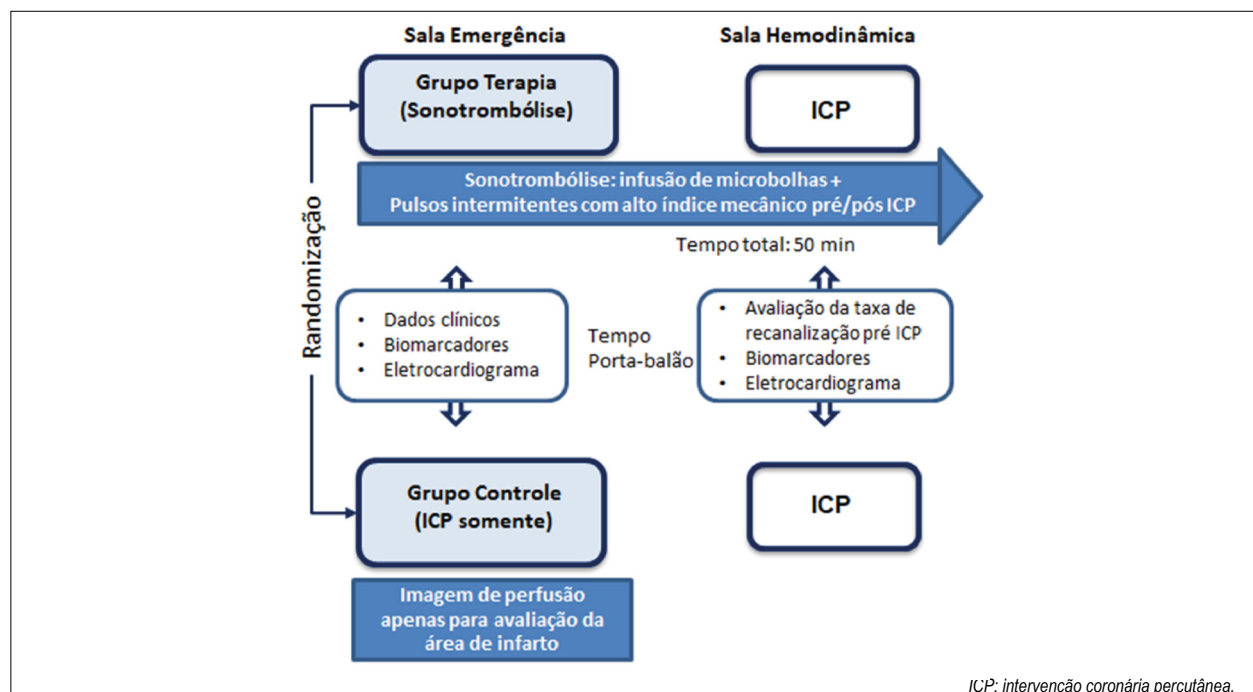 Sala Emergência
Sala Hemodinâmica
Grupo Terapia
(Sonotrombólise)
ICP
Sonotrombólise: infusão de microbolhas +
Pulsos intermitentes com alto índice mecânico pré/pós ICP
Tempo total: 50 min
Randomização
• Dados clínicos
• Biomarcadores
• Eletrocardiograma
Tempo
Porta-balão
• Avaliação da taxa de
recanalização pré ICP
• Biomarcadores
• Eletrocardiograma
Grupo Controle
(ICP somente)
ICP
Imagem de perfusão
apenas para avaliação da
área de infarto
ICP: intervenção coronária percutânea.